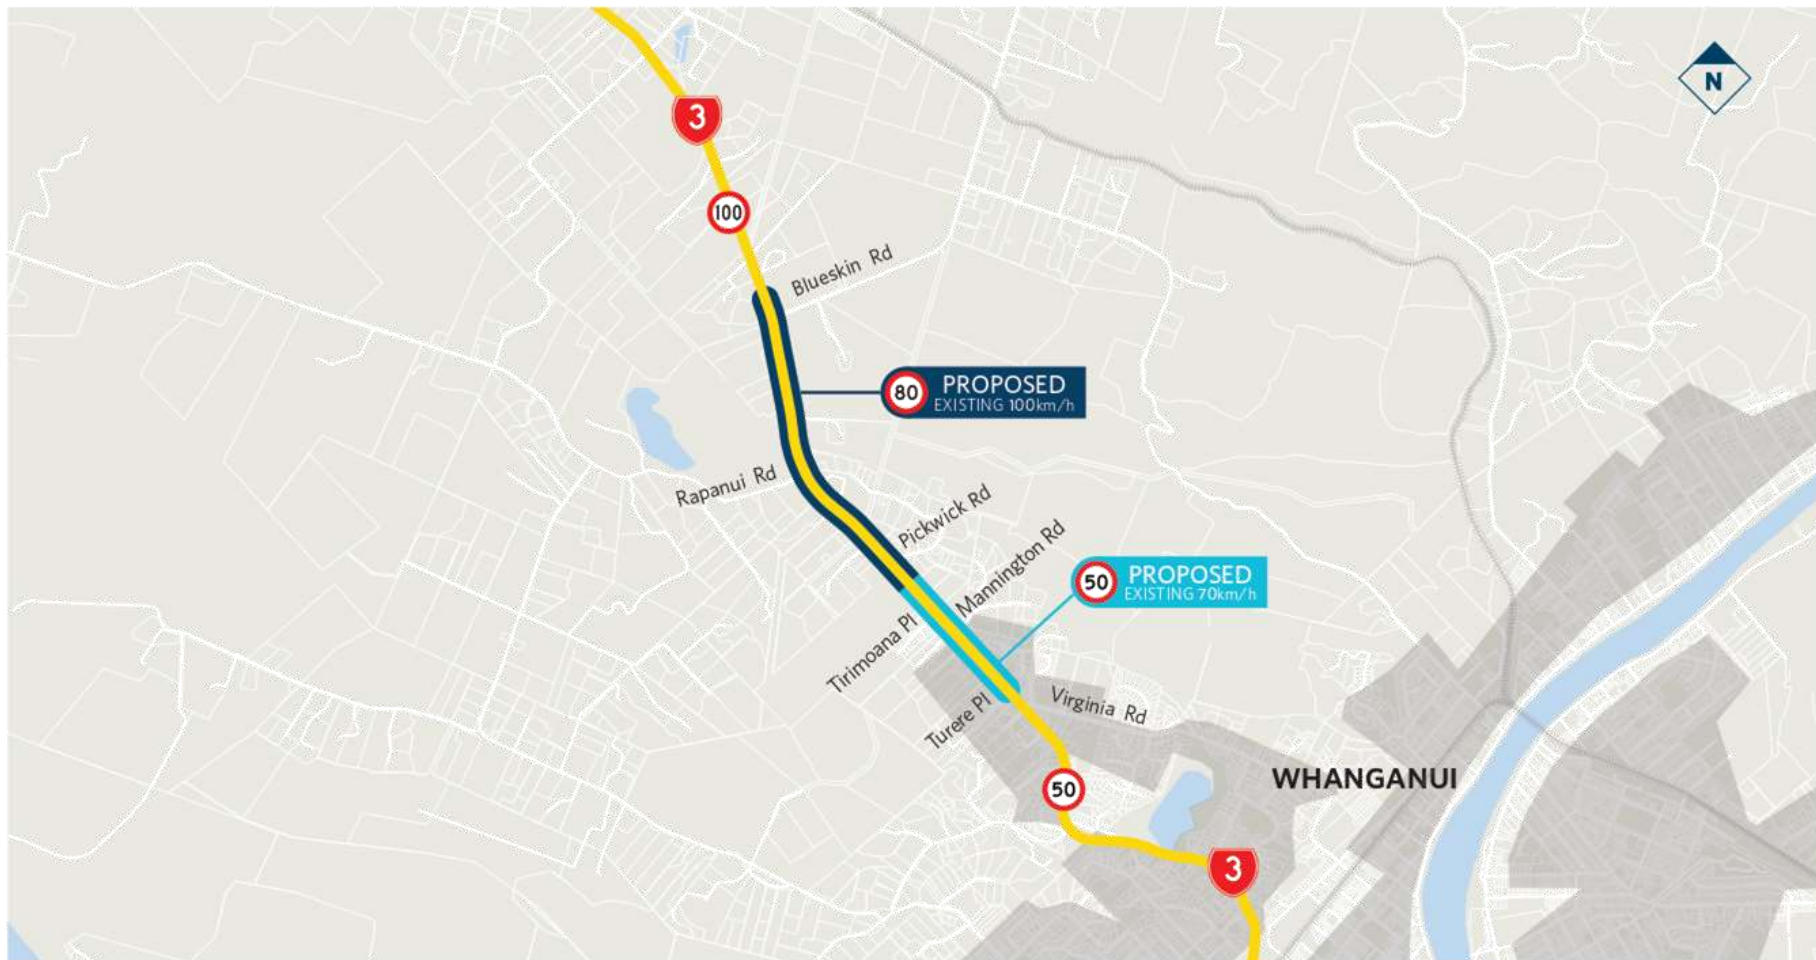 N
3
100
Blueskin Rd
80
PROPOSED
EXISTING 100km/h
Rapanui Rd
Pickwick Rd
Mannington Rd
50
PROPOSED
EXISTING 70km/h
Tirimoana Pl
Turere Pl
Virginia Rd
WHANGANUI
50
3